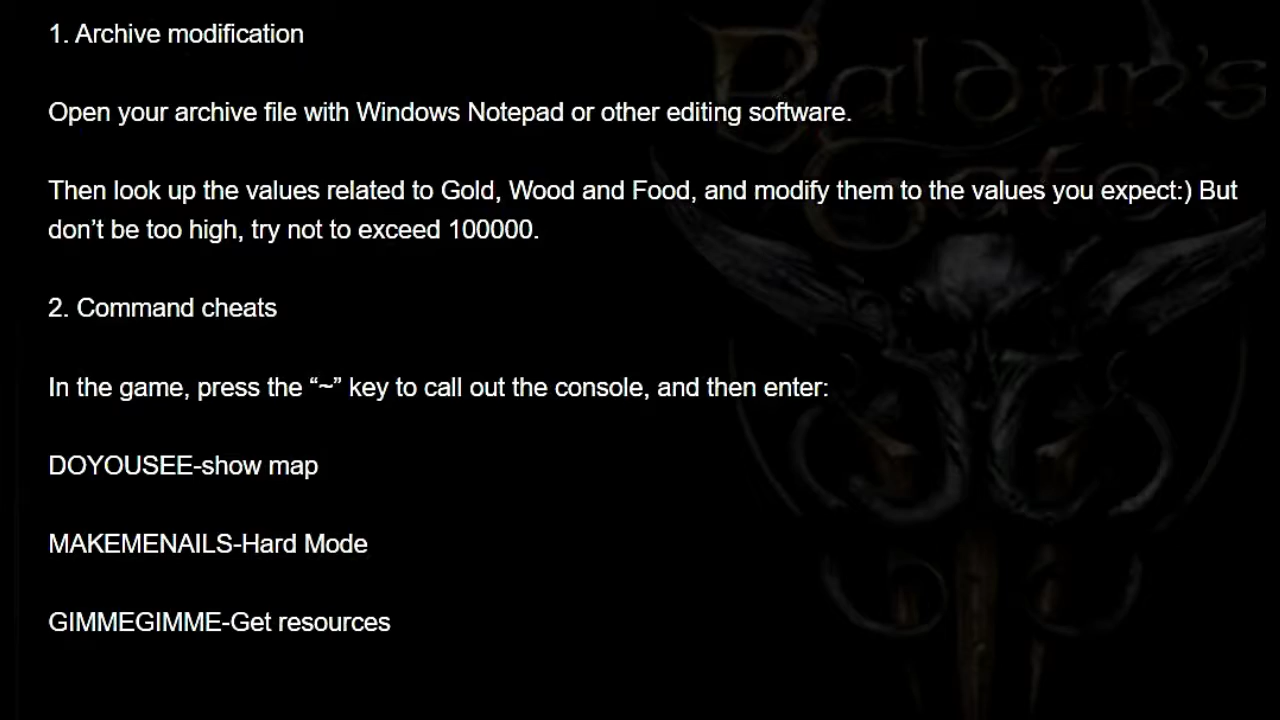 1. Archive modification
Open your archive file with Windows Notepad or other editing software.
Then look up the values related to Gold, Wood and Food, and modify them to the values you expect:) But
don’t be too high, try not to exceed 100000.
2. Command cheats
In the game, press the “~” key to call out the console, and then enter:
DOYOUSEE-show map
MAKEMENAILS-Hard Mode
GIMMEGIMME-Get resources
Baldur's
Gate